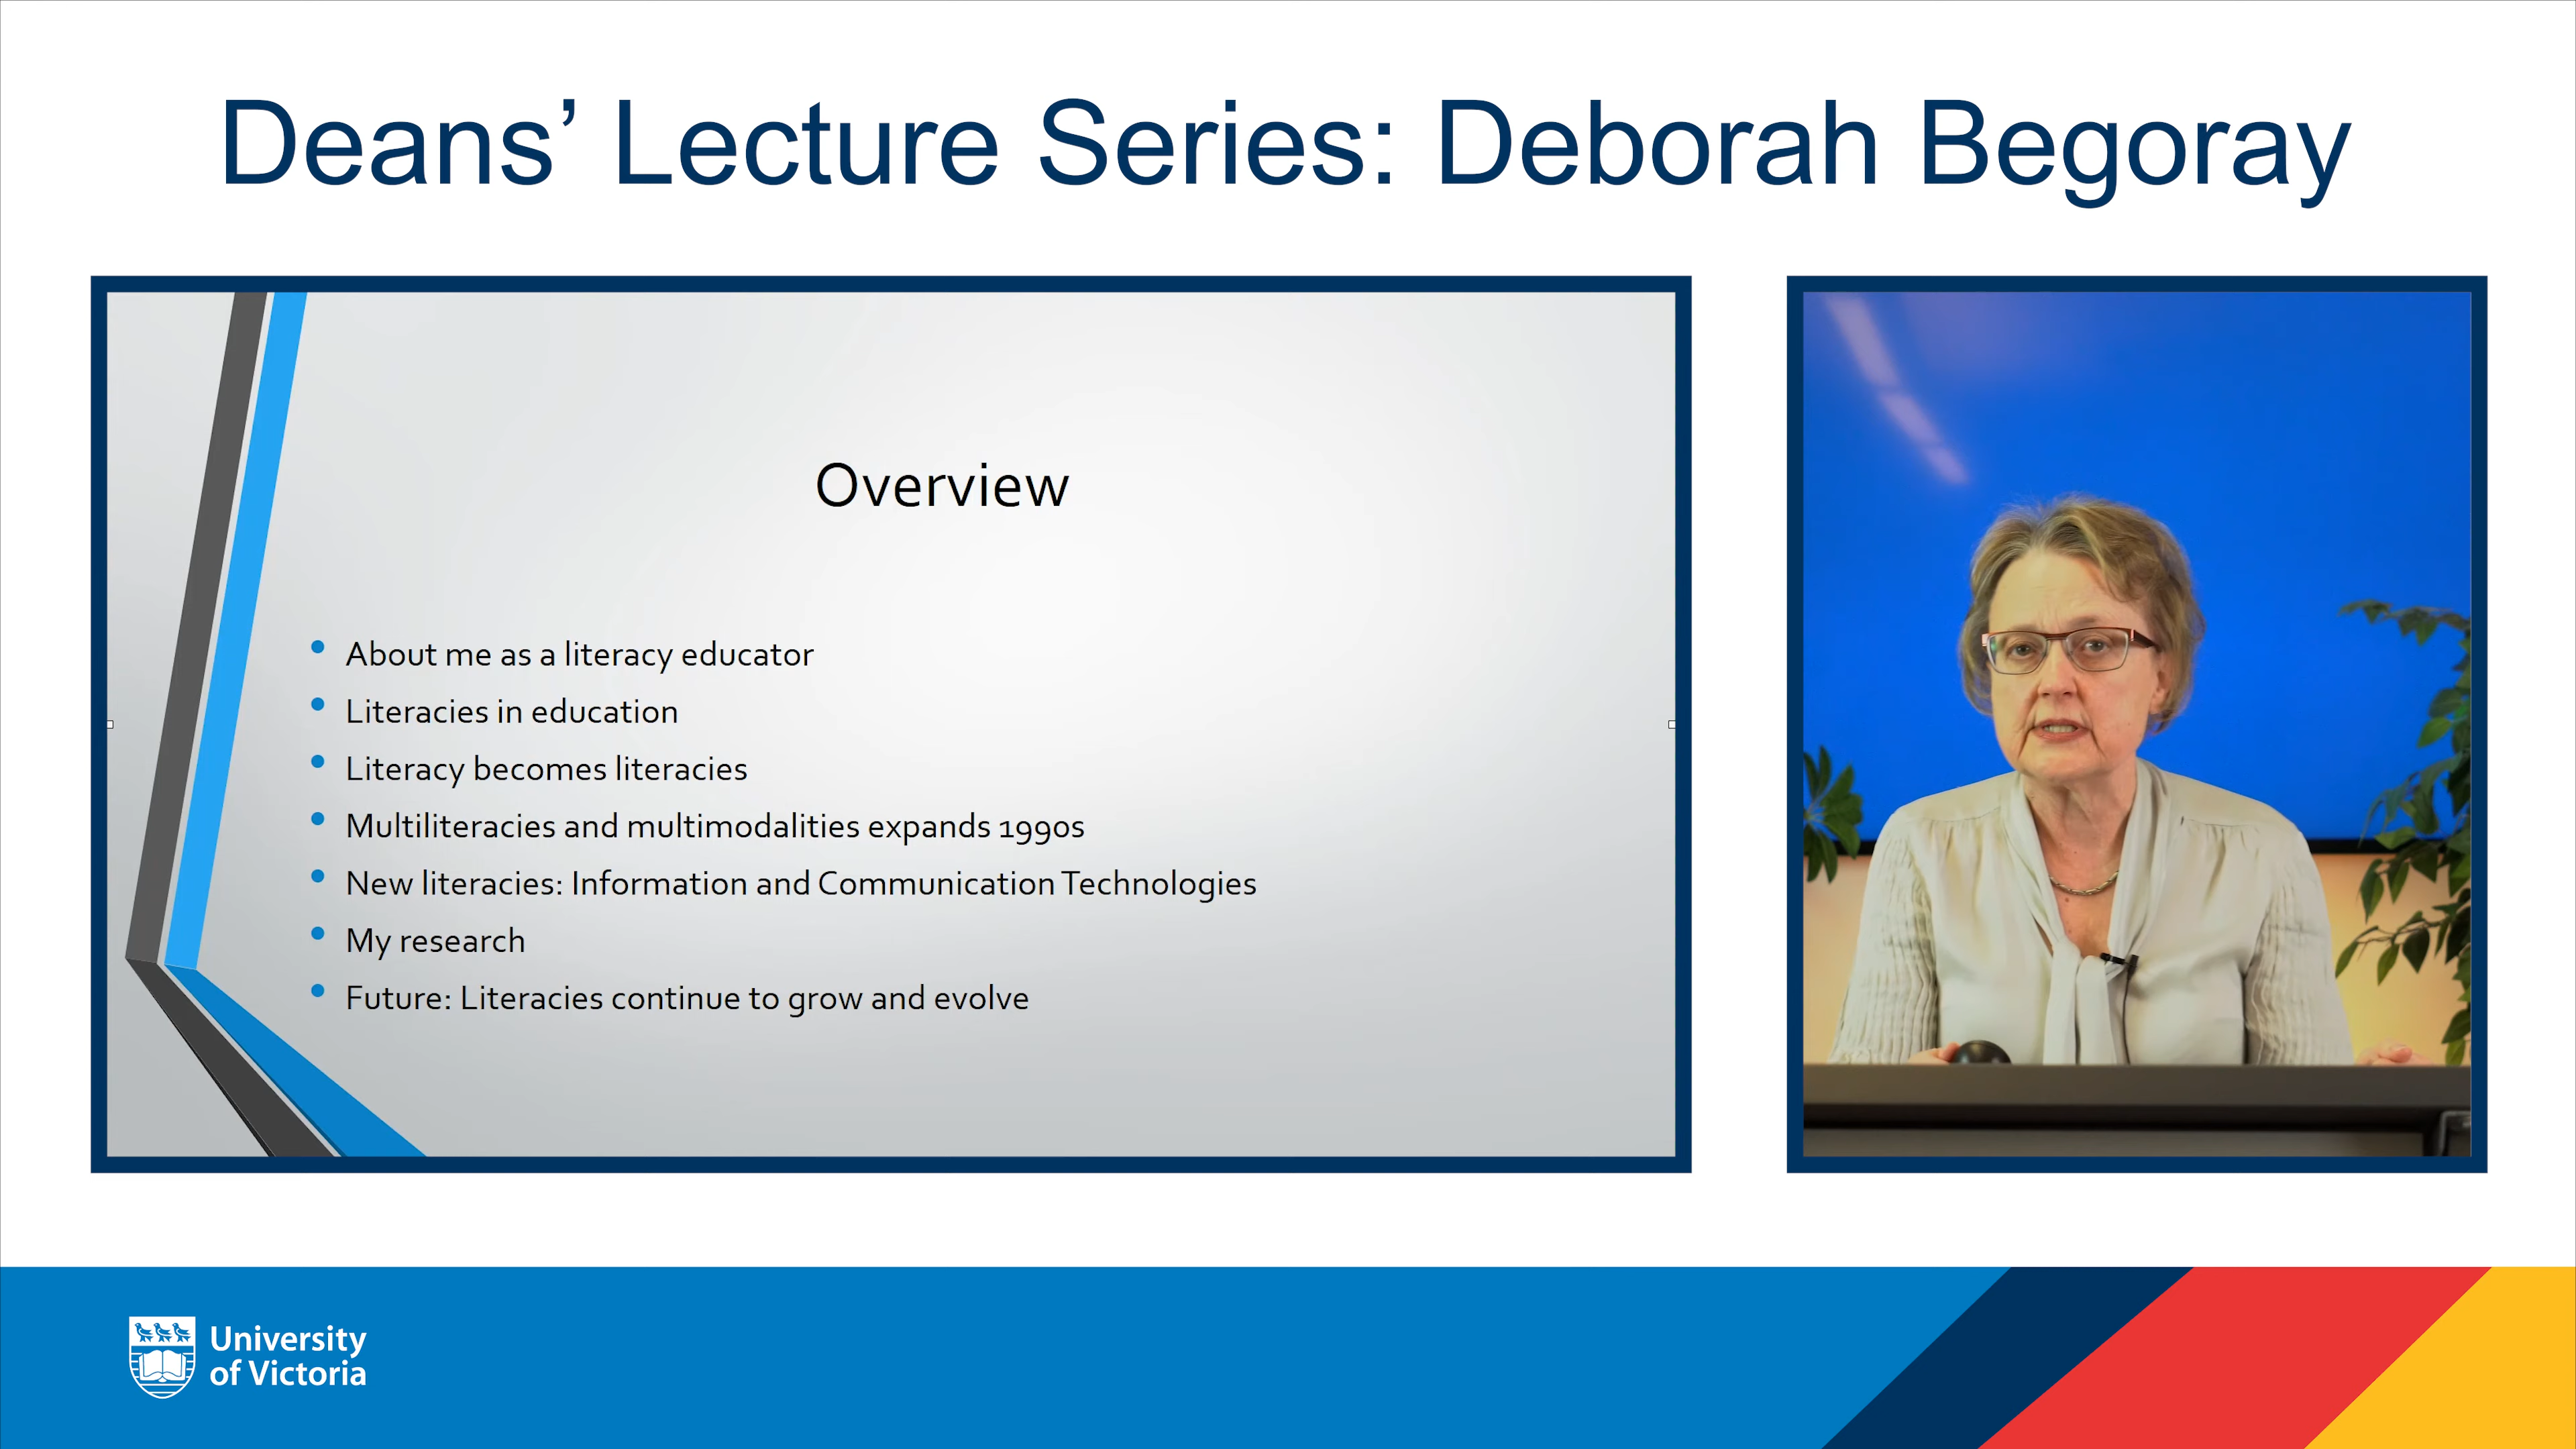 Deans’ Lecture Series: Deborah Begoray
Overview
• About me as a literacy educator
• Literacies in education
• Literacy becomes literacies
• Multiliteracies and multimodalities expands 1990s
• New literacies: Information and Communication Technologies
• My research
• Future: Literacies continue to grow and evolve
University
of Victoria